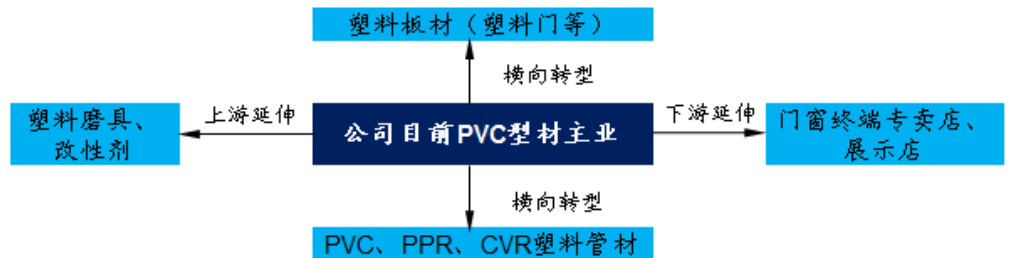 塑料板材（塑料门等）
横向转型
塑料磨具、
改性剂
上游延伸
公司目前PVC型材主业
下游延伸
门窗终端专卖店、
展示店
横向转型
PVC、PPR、CVR塑料管材